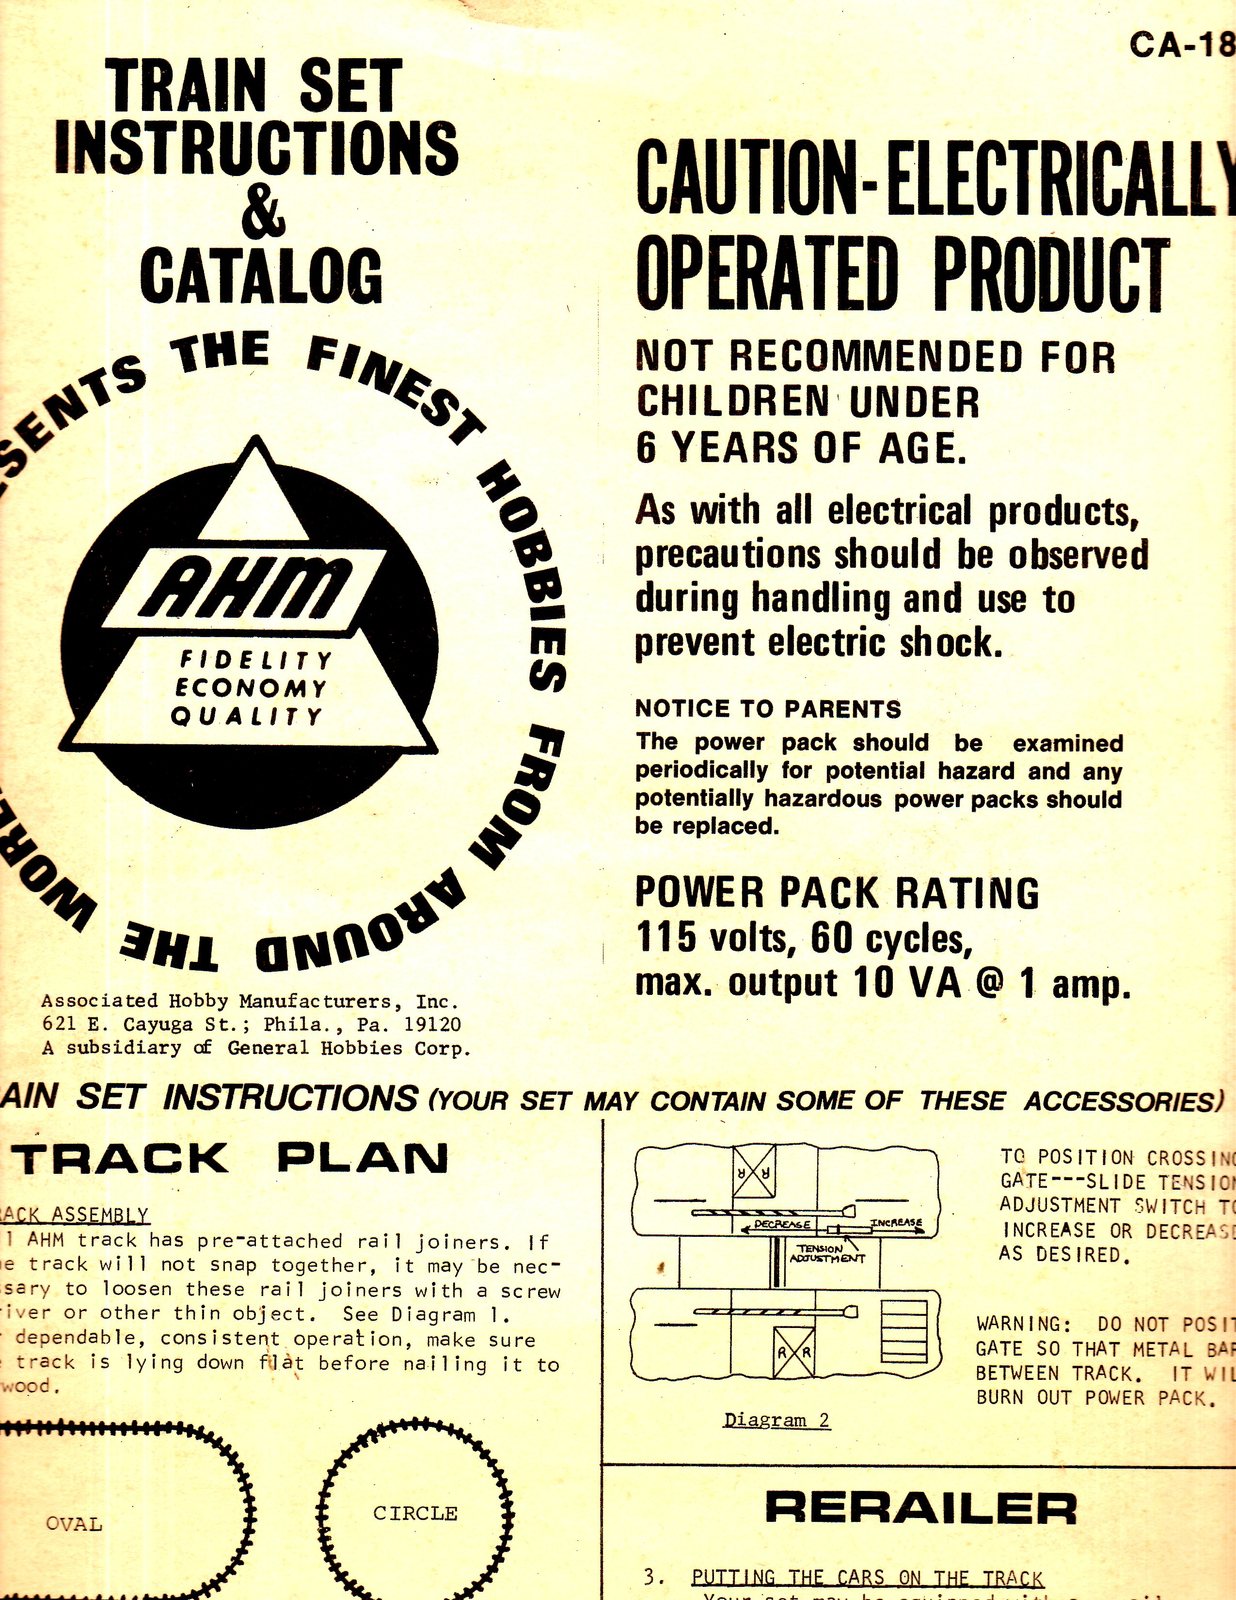 CA-18
TRAIN SET
INSTRUCTIONS
&
CATALOG
SENTS THE FINEST HOBBIES FROM AROUND THE WORL
AHM
FIDELITY
ECONOMY
QUALITY
Associated Hobby Manufacturers, Inc.
621 E. Cayuga St.; Phila., Pa. 19120
A subsidiary of General Hobbies Corp.
CAUTION-ELECTRICALLY
OPERATED PRODUCT
NOT RECOMMENDED FOR
CHILDREN UNDER
6 YEARS OF AGE.
As with all electrical products,
precautions should be observed
during handling and use to
prevent electric shock.
NOTICE TO PARENTS
The power pack should be examined
periodically for potential hazard and any
potentially hazardous power packs should
be replaced.
POWER PACK RATING
115 volts, 60 cycles,
max. output 10 VA @ 1 amp.
AIN SET INSTRUCTIONS (YOUR SET MAY CONTAIN SOME OF THESE ACCESSORIES)
TRACK PLAN
ACK ASSEMBLY
l AHM track has pre-attached rail joiners. If
e track will not snap together, it may be nec-
sary to loosen these rail joiners with a screw
iver or other thin object. See Diagram 1.
dependable, consistent operation, make sure
track is lying down flat before nailing it to
wood.
OVAL
CIRCLE
R R
DECREASE
INCREASE
TENSION
ADJUSTMENT
R R
Diagram 2
TO POSITION CROSSING
GATE---SLIDE TENSION
ADJUSTMENT SWITCH TO
INCREASE OR DECREASE
AS DESIRED.
WARNING: DO NOT POSIT
GATE SO THAT METAL BAR
BETWEEN TRACK. IT WIL
BURN OUT POWER PACK.
RERAILER
3. PUTTING THE CARS ON THE TRACK